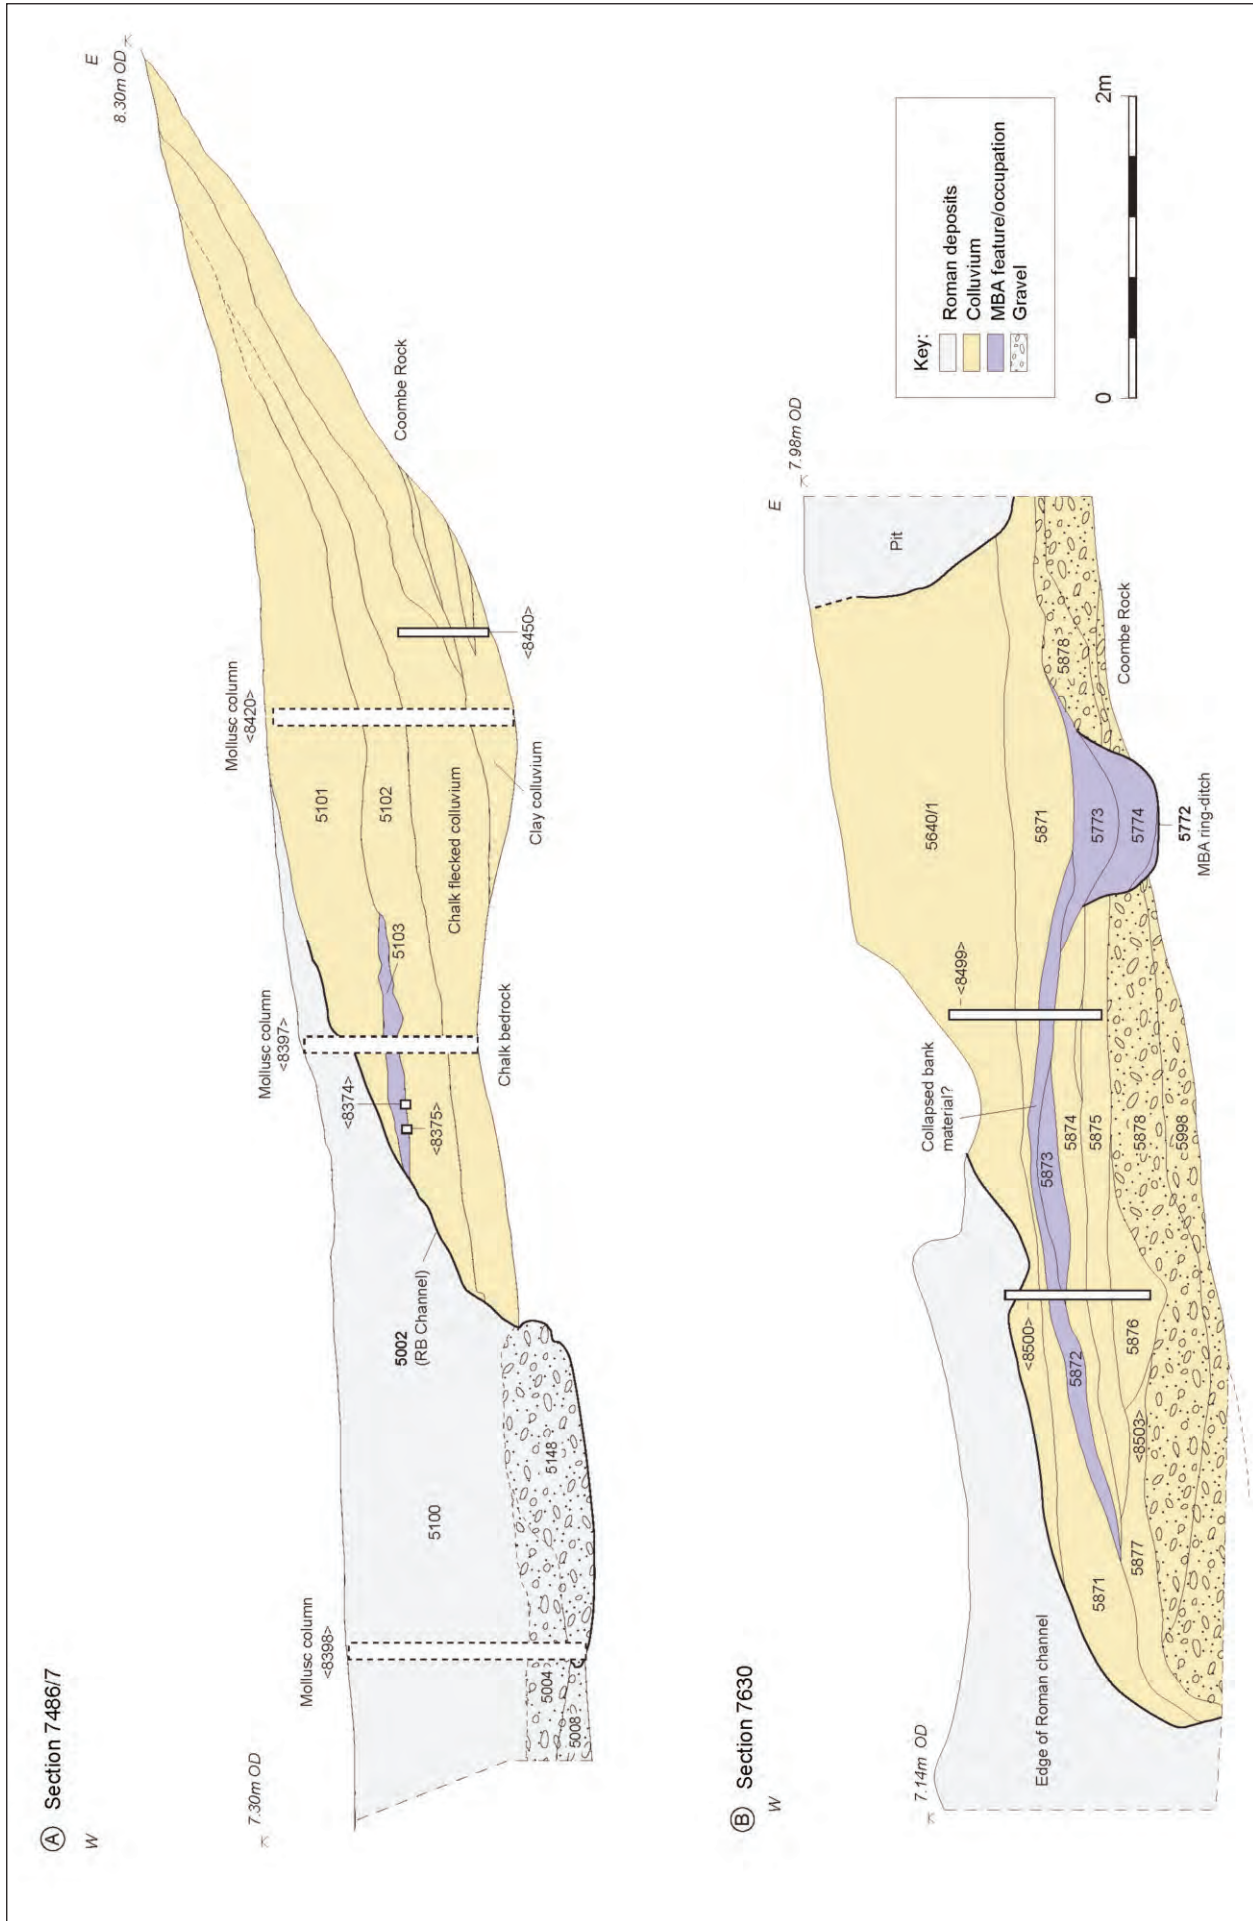 A Section 7486/7
W
E
7.30m OD
8.30m OD
Mollusc column
<8398>
Mollusc column
<8397>
Mollusc column
<8420>
<8374>
<8375>
5103
5101
5102
5100
5002
(RB Channel)
5148
5004
5008
Chalk flecked colluvium
Clay colluvium
<8450>
Chalk bedrock
Coombe Rock
B Section 7630
W
E
7.14m OD
7.98m OD
Edge of Roman channel
Collapsed bank
material?
<8499>
<8500>
Pit
5640/1
5871
5871
5872
5873
5874
5875
5876
5877
<8503>
5878
5878
5998
5773
5774
5772
MBA ring-ditch
Coombe Rock
Key:
Roman deposits
Colluvium
MBA feature/occupation
Gravel
0
2m